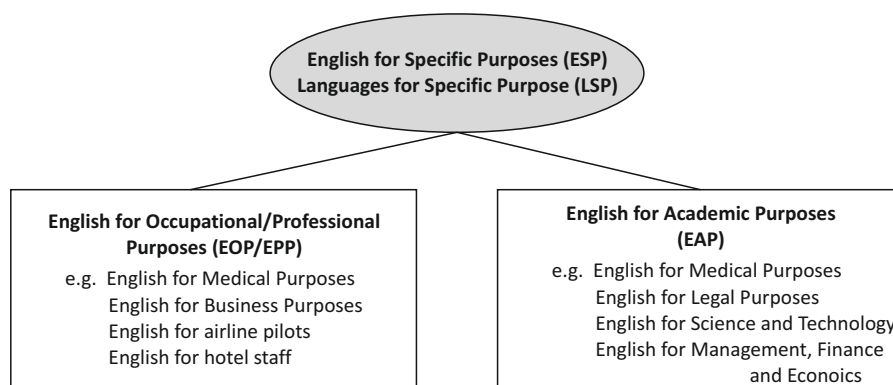 English for Specific Purposes (ESP)
Languages for Specific Purpose (LSP)
English for Occupational/Professional
Purposes (EOP/EPP)
e.g. English for Medical Purposes
English for Business Purposes
English for airline pilots
English for hotel staff
English for Academic Purposes
(EAP)
e.g. English for Medical Purposes
English for Legal Purposes
English for Science and Technology
English for Management, Finance
and Econoics